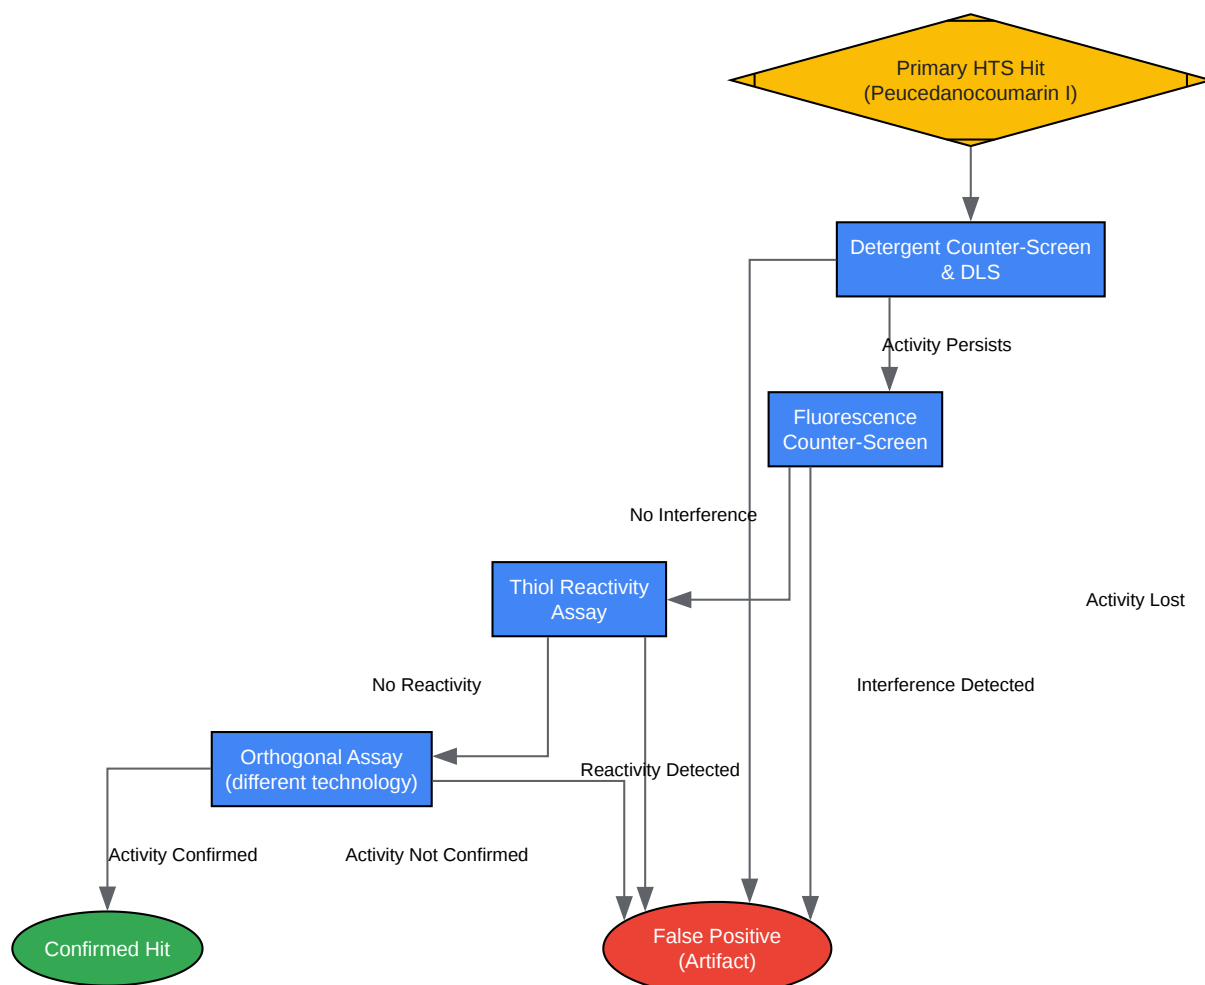 Primary HTS Hit
(Peucedanocoumarin I)
Detergent Counter-Screen
& DLS
Activity Persists
Fluorescence
Counter-Screen
No Interference
Thiol Reactivity
Assay
Activity Lost
No Reactivity
Interference Detected
Orthogonal Assay
(different technology)
Reactivity Detected
Activity Confirmed
Activity Not Confirmed
Confirmed Hit
False Positive
(Artifact)